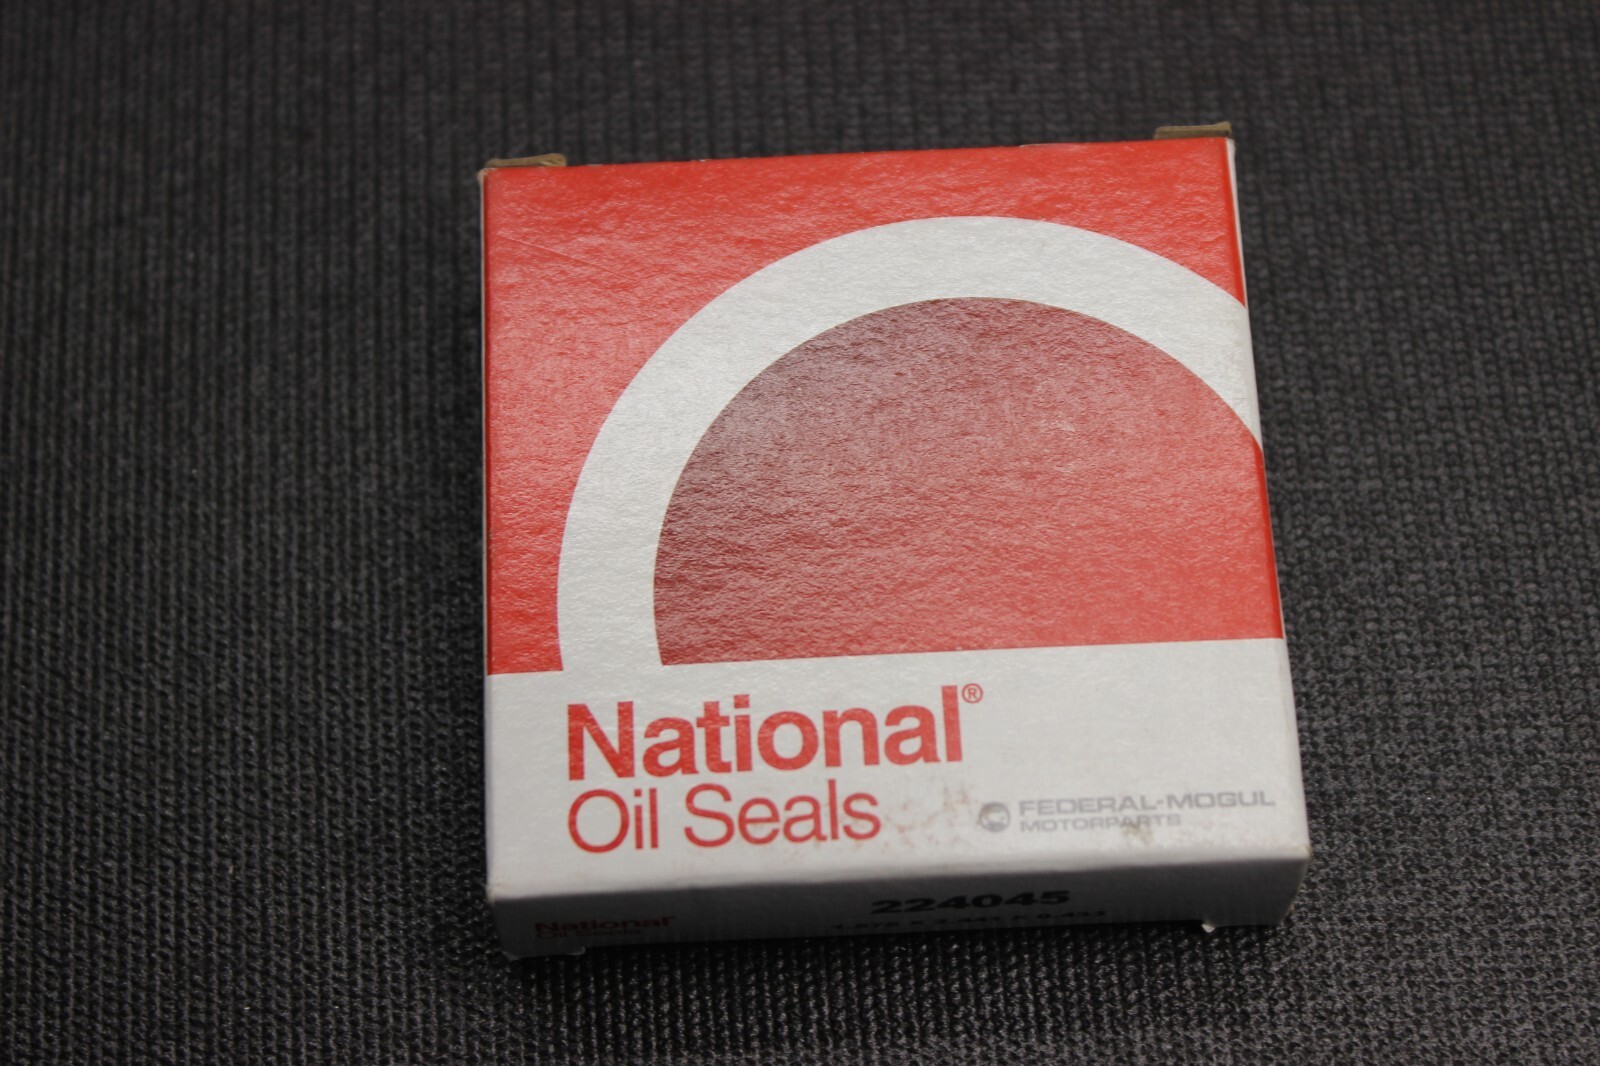 National®
Oil Seals
FEDERAL-MOGUL
MOTORPARTS
224045
National